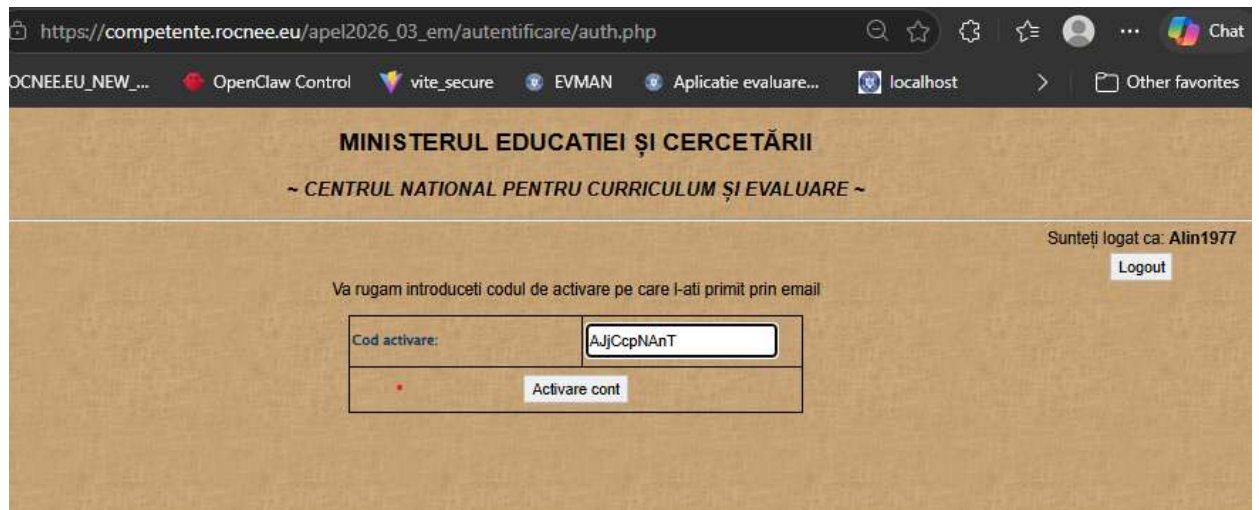 https://competente.rocnee.eu/apel2026_03_em/autentificare/auth.php
Chat
OCNEE.EU_NEW_...
OpenClaw Control
vite_secure
EVMAN
Aplicatie evaluare...
localhost
Other favorites
MINISTERUL EDUCATIEI ȘI CERCETĂRII
~ CENTRUL NATIONAL PENTRU CURRICULUM ȘI EVALUARE ~
Sunteți logat ca: Alin1977
Logout
Va rugam introduceti codul de activare pe care l-ati primit prin email
Cod activare: AJjCcpNAnT
* Activare cont